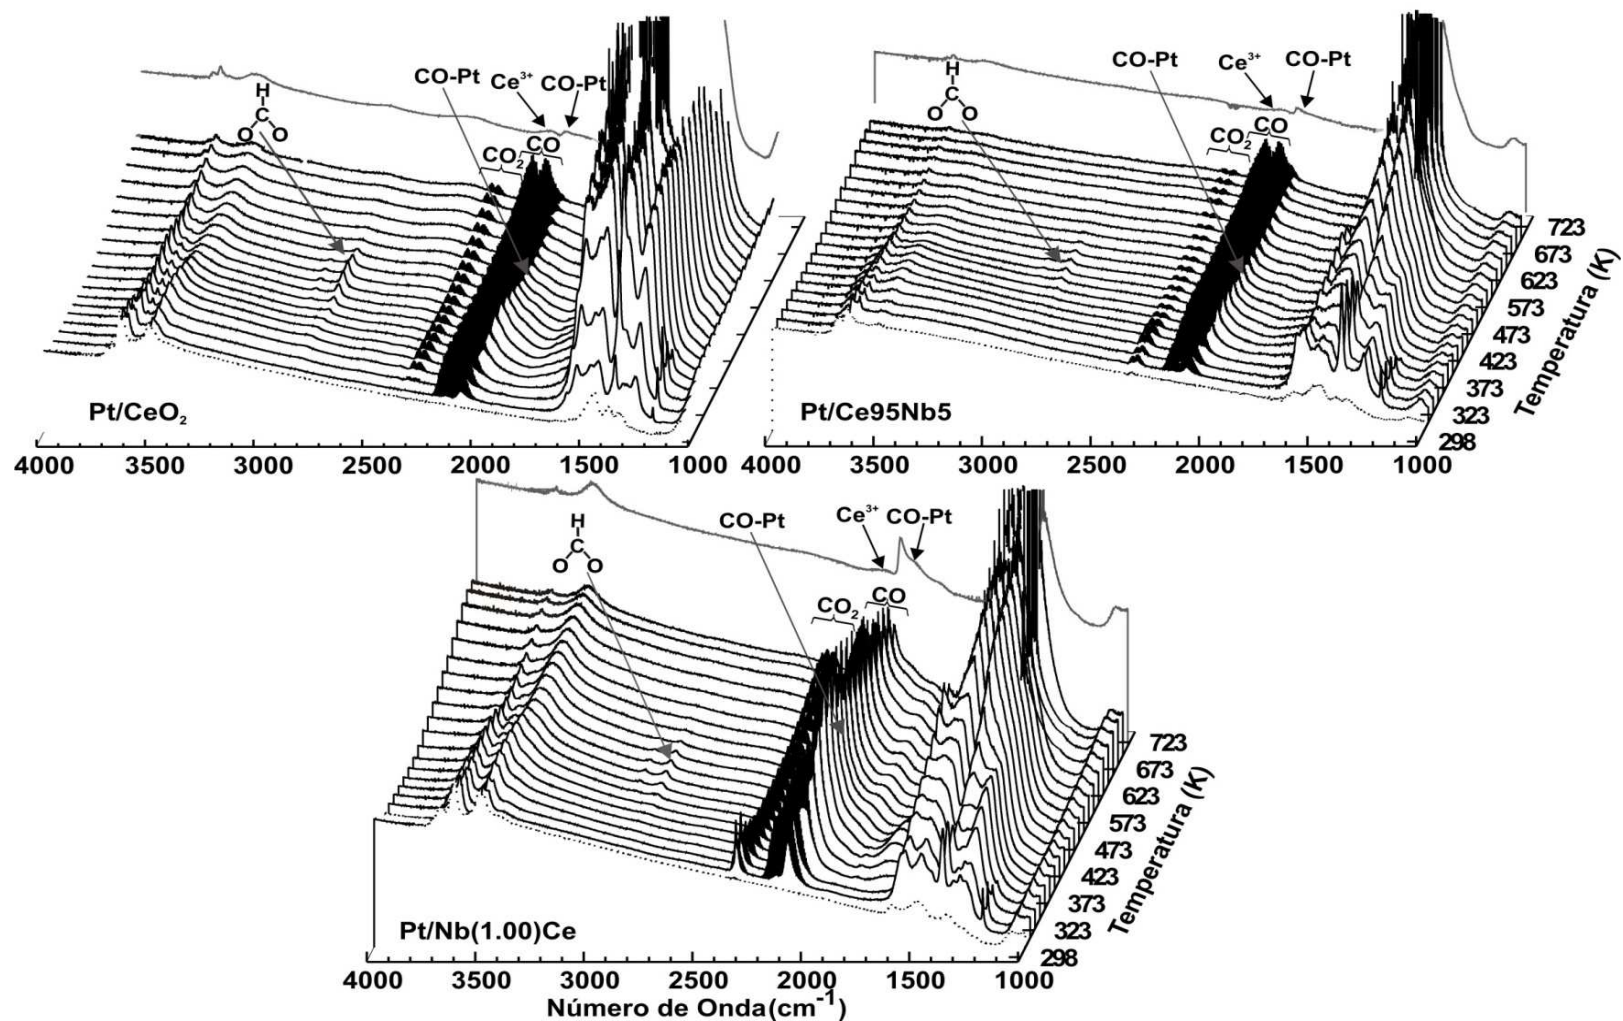 CO-Pt Ce³⁺ CO-Pt
H
C
O O
CO₂ CO
Pt/CeO₂
4000 3500 3000 2500 2000 1500 1000
CO-Pt Ce³⁺ CO-Pt
H
C
O O
CO₂ CO
Pt/Ce95Nb5
4000 3500 3000 2500 2000 1500 1000
723
673
623
573
473
423
373
323
298
Temperatura (K)
CO-Pt Ce³⁺ CO-Pt
H
C
O O
CO₂ CO
Pt/Nb(1.00)Ce
4000 3500 3000 2500 2000 1500 1000
Número de Onda(cm⁻¹)
723
673
623
573
473
423
373
323
298
Temperatura (K)